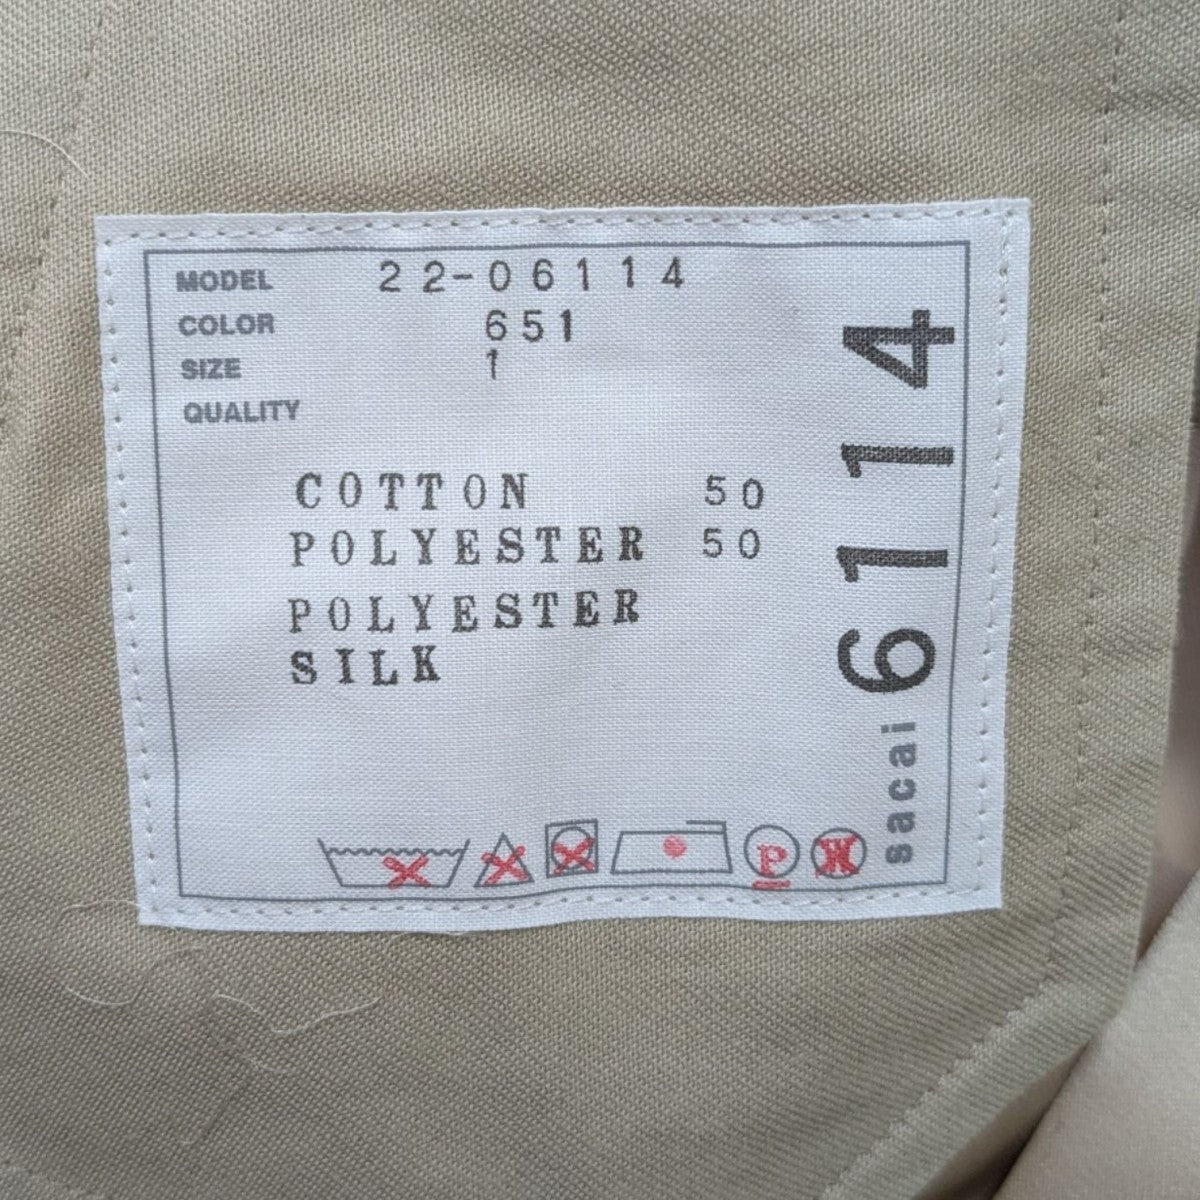 MODEL 22-06114
COLOR 651
SIZE 1
QUALITY
COTTON 50
POLYESTER 50
POLYESTER
SILK
P
W
sacai 6114